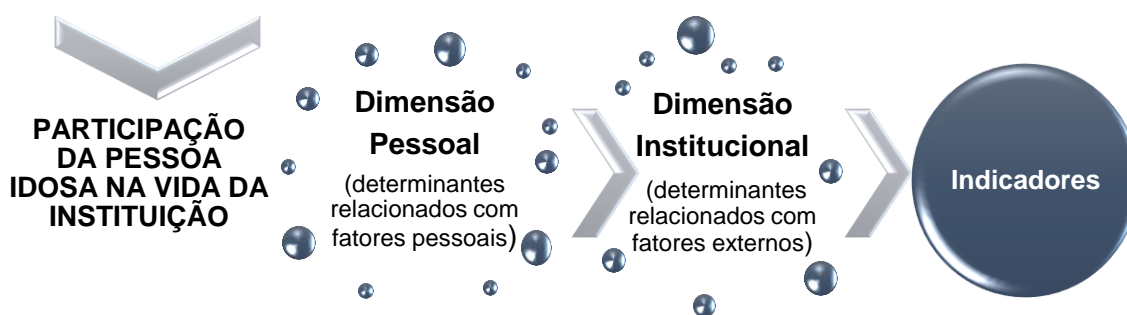 PARTICIPAÇÃO
DA PESSOA
IDOSA NA VIDA DA
INSTITUIÇÃO
Dimensão
Pessoal
(determinantes
relacionados com
fatores pessoais)
Dimensão
Institucional
(determinantes
relacionados com
fatores externos)
Indicadores